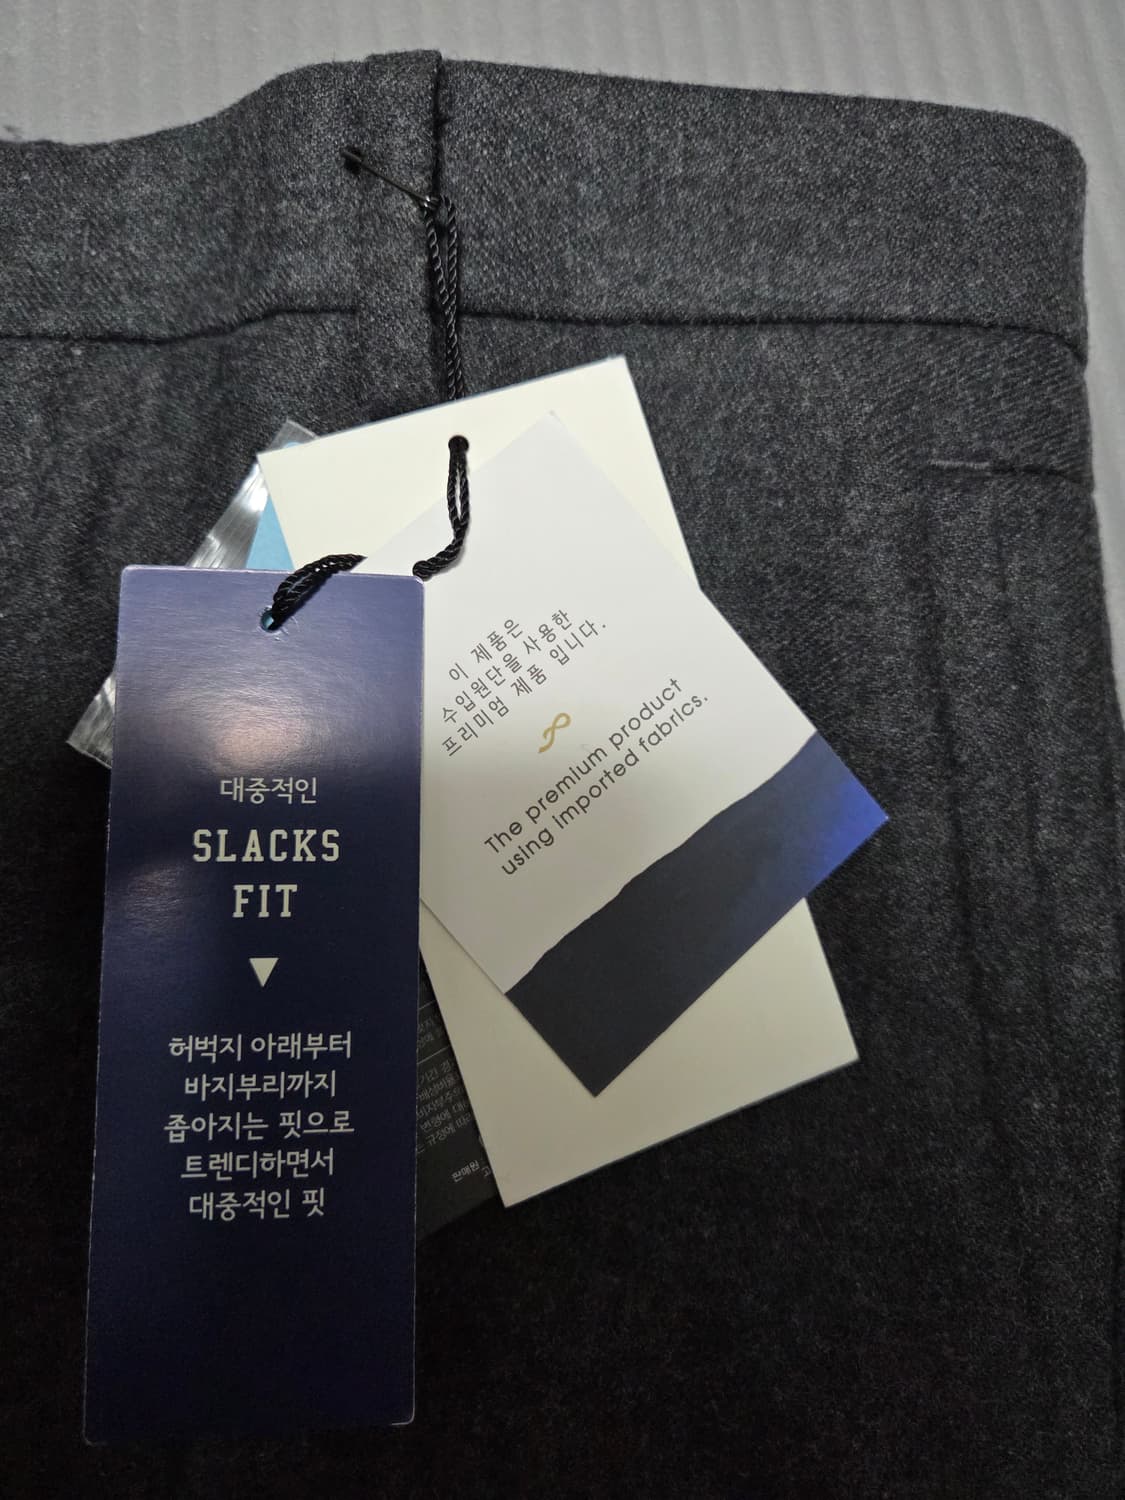 대중적인
SLACKS
FIT
허벅지 아래부터
바지부리까지
좁아지는 핏으로
트렌디하면서
대중적인 핏
이 제품은
수입원단을 사용한
프리미엄 제품 입니다.
The premium product
using imported fabrics.
판매원